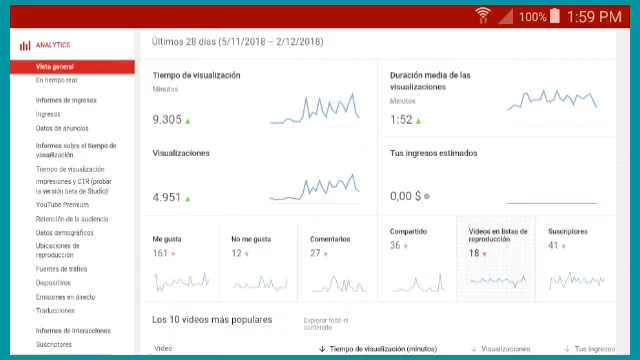 100% 1:59 PM
ANALYTICS
Vista general
En tiempo real
Informes de ingresos
Ingresos
Datos de anuncios
Informes sobre el tiempo de
visualización
Tiempo de visualización
Impresiones y CTR (probar
la versión beta de Studio)
YouTube Premium
Retención de la audiencia
Datos demográficos
Ubicaciones de
reproducción
Fuentes de tráfico
Dispositivos
Emisiones en directo
Traducciones
Informes de interacciones
Suscriptores
Últimos 28 días (5/11/2018 – 2/12/2018)
Tiempo de visualización
Minutos
9.305
Duración media de las
visualizaciones
Minutos
1:52
Visualizaciones
4.951
Tus ingresos estimados
0,00 $
Me gusta
161
No me gusta
12
Comentarios
27
Compartido
36
Vídeos en listas de
reproducción
18
Suscriptores
41
Los 10 vídeos más populares
Explorar todo el
contenido
Vídeo
Tiempo de visualización (minutos)
Visualizaciones
Tus ingresos